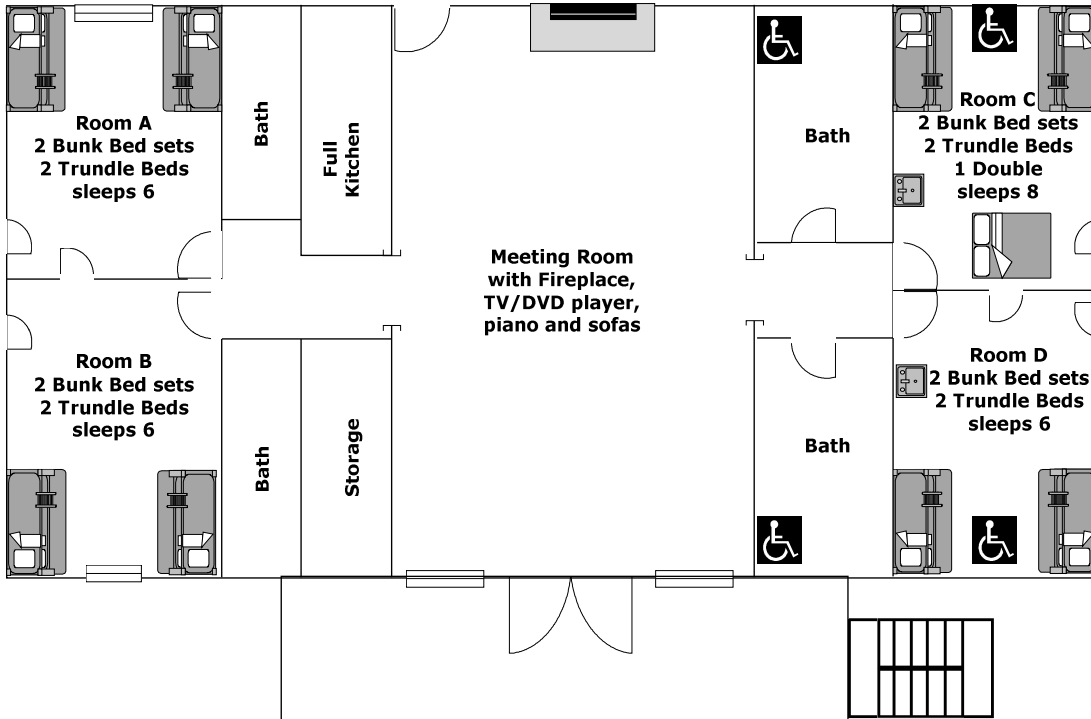 Room A
2 Bunk Bed sets
2 Trundle Beds
sleeps 6
Bath
Full
Kitchen
Meeting Room
with Fireplace,
TV/DVD player,
piano and sofas
Bath
Room C
2 Bunk Bed sets
2 Trundle Beds
1 Double
sleeps 8
Room B
2 Bunk Bed sets
2 Trundle Beds
sleeps 6
Bath
Storage
Bath
Room D
2 Bunk Bed sets
2 Trundle Beds
sleeps 6